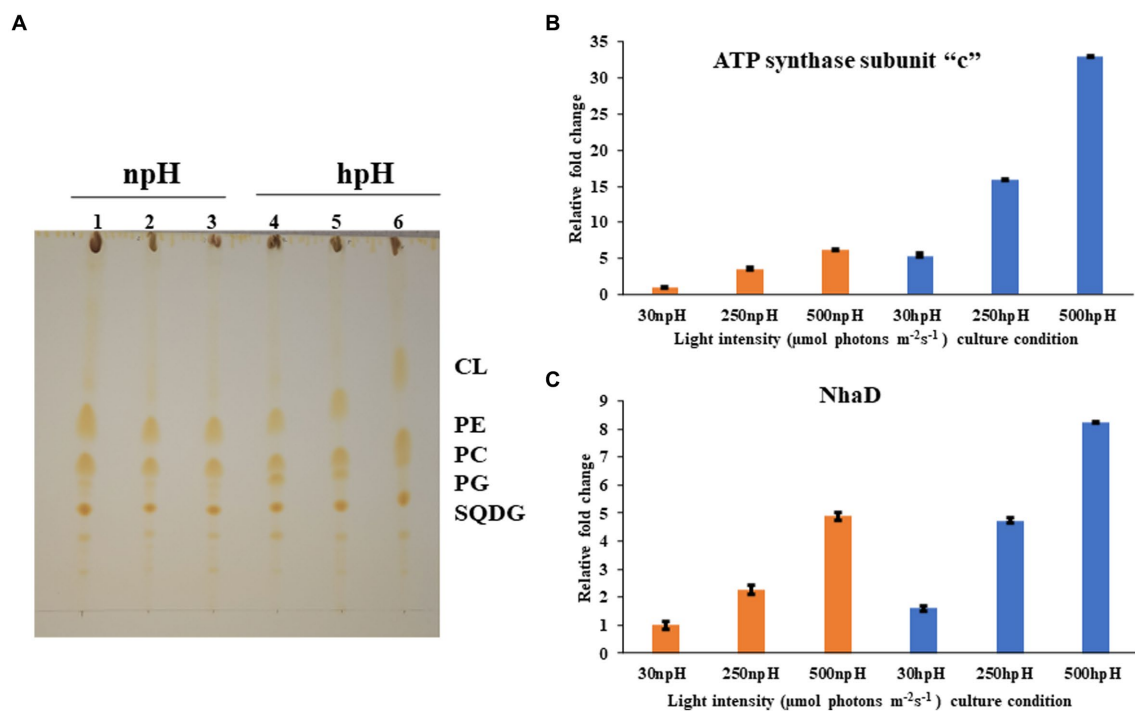 A
npH
hpH
1 2 3 4 5 6
CL
PE
PC
PG
SQDG
B
ATP synthase subunit “c”
Relative fold change
35
30
25
20
15
10
5
0
30npH 250npH 500npH 30hpH 250hpH 500hpH
Light intensity (μmol photons m⁻²s⁻¹ ) culture condition
C
NhaD
Relative fold change
9
8
7
6
5
4
3
2
1
0
30npH 250npH 500npH 30hpH 250hpH 500hpH
Light intensity (μmol photons m⁻²s⁻¹ ) culture condition